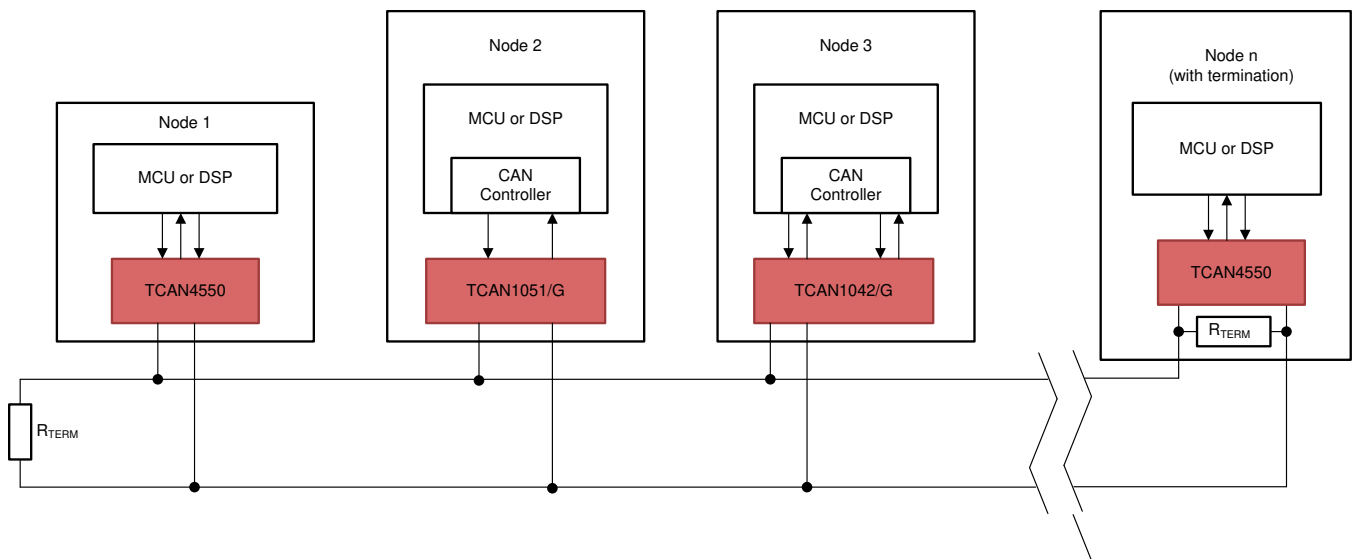 Node 1
MCU or DSP
TCAN4550
Node 2
MCU or DSP
CAN
Controller
TCAN1051/G
Node 3
MCU or DSP
CAN
Controller
TCAN1042/G
Node n
(with termination)
MCU or DSP
TCAN4550
RTERM
RTERM